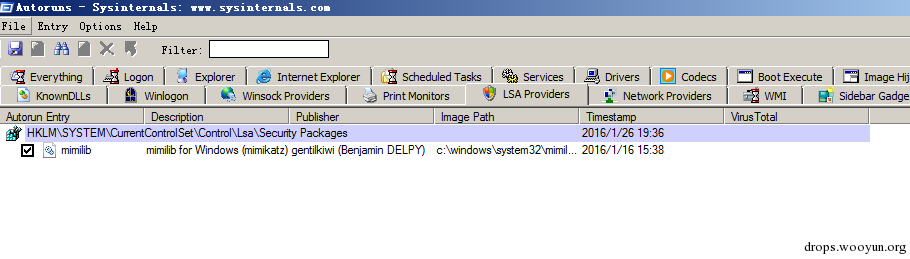 Autoruns - Sysinternals: www.sysinternals.com
File Entry Options Help
Filter:
Everything Logon Explorer Internet Explorer Scheduled Tasks Services Drivers Codecs Boot Execute Image Hij
KnownDLLs Winlogon Winsock Providers Print Monitors LSA Providers Network Providers WMI Sidebar Gadge
Autorun Entry Description Publisher Image Path Timestamp VirusTotal
HKLM\SYSTEM\CurrentControlSet\Control\Lsa\Security Packages 2016/1/26 19:36
mimilib mimilib for Windows (mimikatz) gentilkiwi (Benjamin DELPY) c:\windows\system32\mimil... 2016/1/16 15:38
drops.wooyun.org